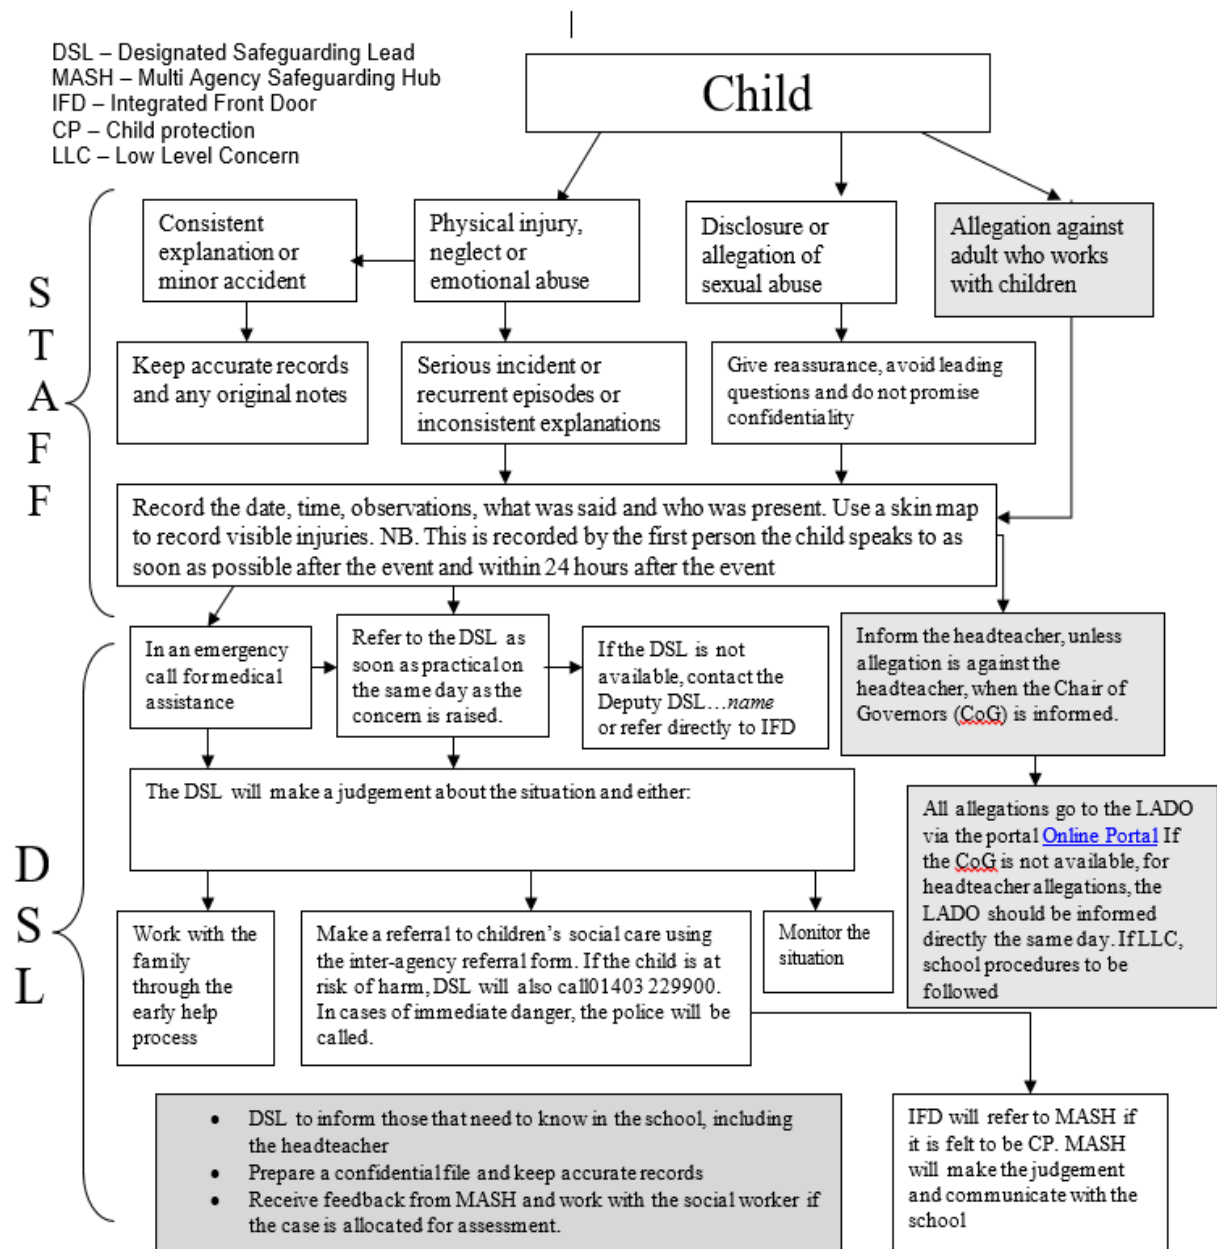 DSL – Designated Safeguarding Lead
MASH – Multi Agency Safeguarding Hub
IFD – Integrated Front Door
CP – Child protection
LLC – Low Level Concern
Child
S
T
A
F
F
Consistent
explanation or
minor accident
Physical injury,
neglect or
emotional abuse
Disclosure or
allegation of
sexual abuse
Allegation against
adult who works
with children
Keep accurate records
and any original notes
Serious incident or
recurrent episodes or
inconsistent explanations
Give reassurance, avoid leading
questions and do not promise
confidentiality
Record the date, time, observations, what was said and who was present. Use a skin map
to record visible injuries. NB. This is recorded by the first person the child speaks to as
soon as possible after the event and within 24 hours after the event
D
S
L
In an emergency
call for medical
assistance
Refer to the DSL as
soon as practical on
the same day as the
concern is raised.
If the DSL is not
available, contact the
Deputy DSL…name
or refer directly to IFD
Inform the headteacher, unless
allegation is against the
headteacher, when the Chair of
Governors (CoG) is informed.
The DSL will make a judgement about the situation and either:
All allegations go to the LADO
via the portal Online Portal If
the CoG is not available, for
headteacher allegations, the
LADO should be informed
directly the same day. If LLC,
school procedures to be
followed
Work with the
family
through the
early help
process
Make a referral to children’s social care using
the inter-agency referral form. If the child is at
risk of harm, DSL will also call01403 229900.
In cases of immediate danger, the police will be
called.
Monitor the
situation
• DSL to inform those that need to know in the school, including
the headteacher
• Prepare a confidential file and keep accurate records
• Receive feedback from MASH and work with the social worker if
the case is allocated for assessment.
IFD will refer to MASH if
it is felt to be CP. MASH
will make the judgement
and communicate with the
school